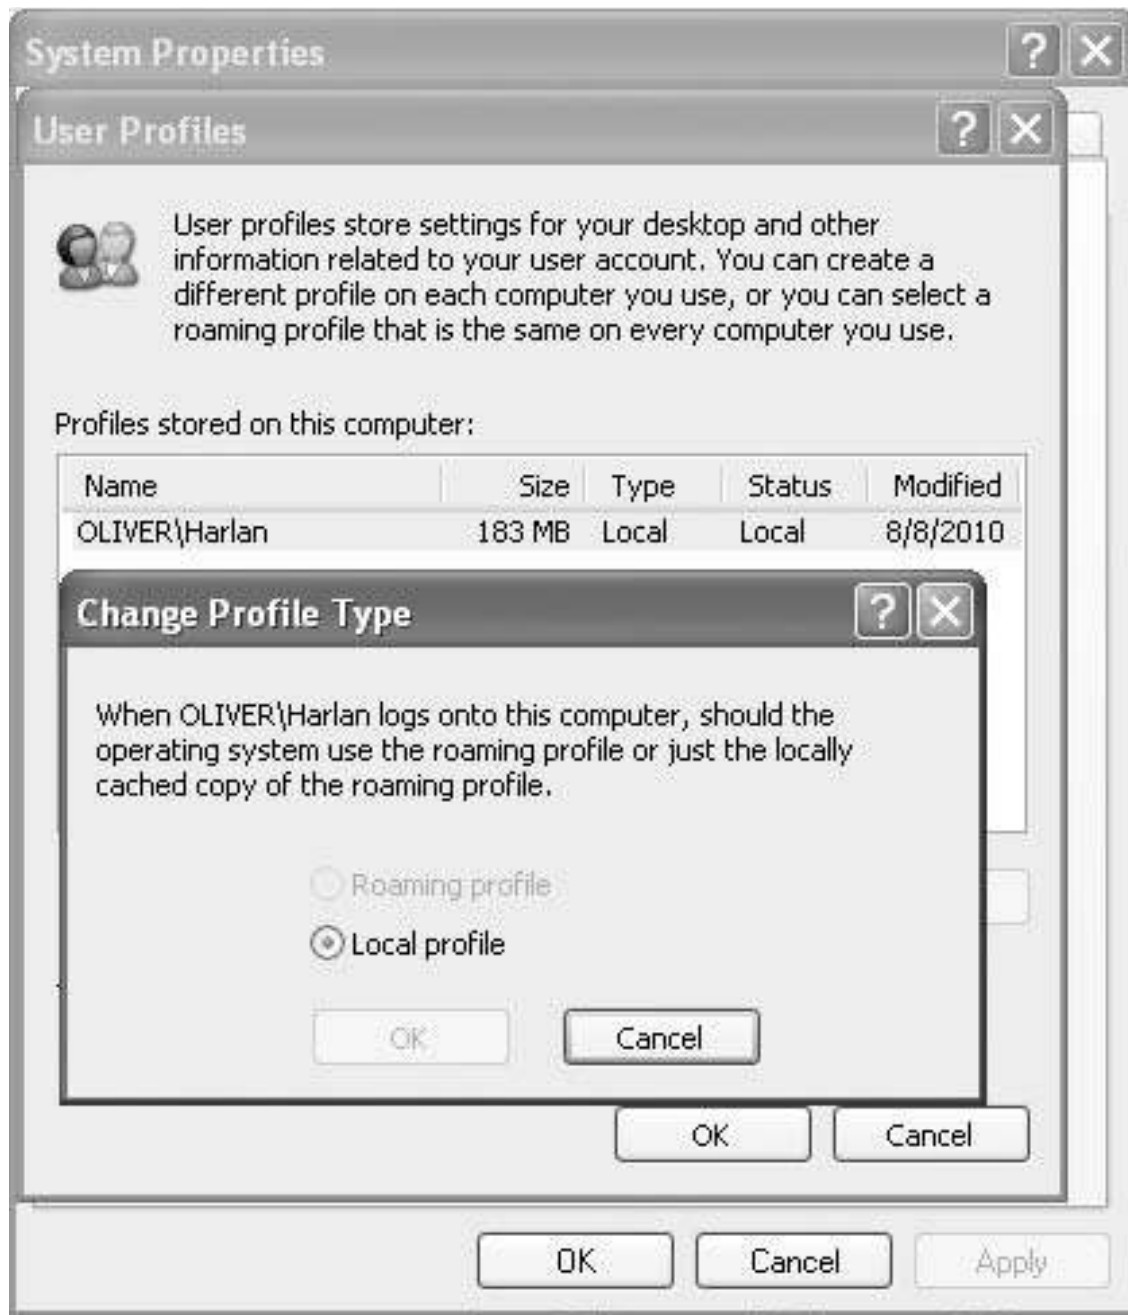 System Properties
User Profiles
User profiles store settings for your desktop and other
information related to your user account. You can create a
different profile on each computer you use, or you can select a
roaming profile that is the same on every computer you use.
Profiles stored on this computer:
Name Size Type Status Modified
OLIVER\Harlan 183 MB Local Local 8/8/2010
Change Profile Type
When OLIVER\Harlan logs onto this computer, should the
operating system use the roaming profile or just the locally
cached copy of the roaming profile.
Roaming profile
Local profile
OK Cancel
OK Cancel
OK Cancel Apply